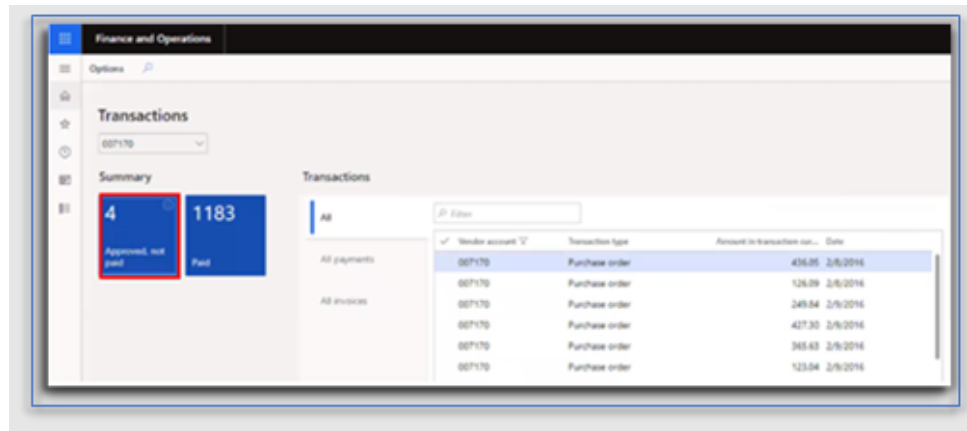 Finance and Operations
Options
Transactions
007170
Summary
Transactions
4
Approved, not paid
1183
Paid
All
All payments
All invoices
Filter
Vendor account Transaction type Amount in transaction cur... Date
007170 Purchase order 436.05 2/8/2016
007170 Purchase order 126.09 2/8/2016
007170 Purchase order 249.84 2/9/2016
007170 Purchase order 427.30 2/9/2016
007170 Purchase order 365.63 2/9/2016
007170 Purchase order 123.04 2/9/2016